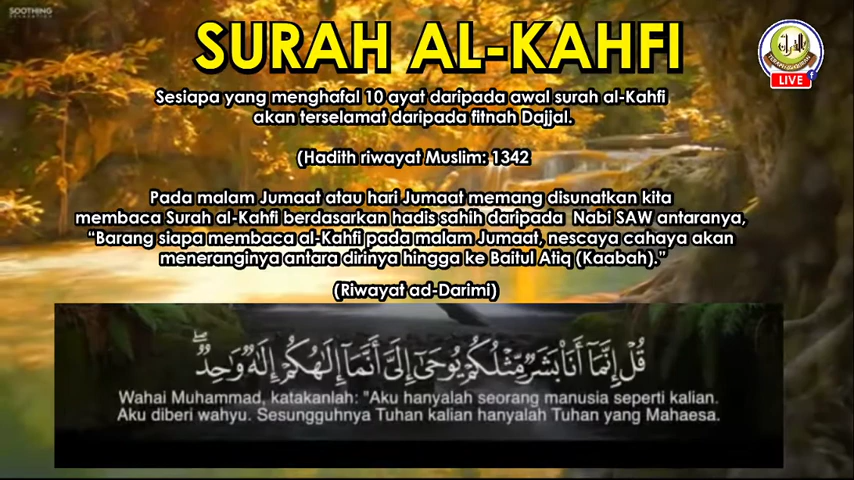 SOOTHING
RELAXATION
SURAH AL-KAHFI
LIVE
Sesiapa yang menghafal 10 ayat daripada awal surah al-Kahfi
akan terselamat daripada fitnah Dajjal.
(Hadith riwayat Muslim: 1342
Pada malam Jumaat atau hari Jumaat memang disunatkan kita
membaca Surah al-Kahfi berdasarkan hadis sahih daripada Nabi SAW antaranya,
“Barang siapa membaca al-Kahfi pada malam Jumaat, nescaya cahaya akan
meneranginya antara dirinya hingga ke Baitul Atiq (Kaabah).”
(Riwayat ad-Darimi)
قُلْ إِنَّمَآ أَنَا۠ بَشَرٌ مِّثْلُكُمْ يُوحَىٰٓ إِلَىَّ أَنَّمَآ إِلَٰهُكُمْ إِلَٰهٌ وَٰحِدٌ ۖ
Wahai Muhammad, katakanlah: "Aku hanyalah seorang manusia seperti kalian.
Aku diberi wahyu. Sesungguhnya Tuhan kalian hanyalah Tuhan yang Mahaesa.